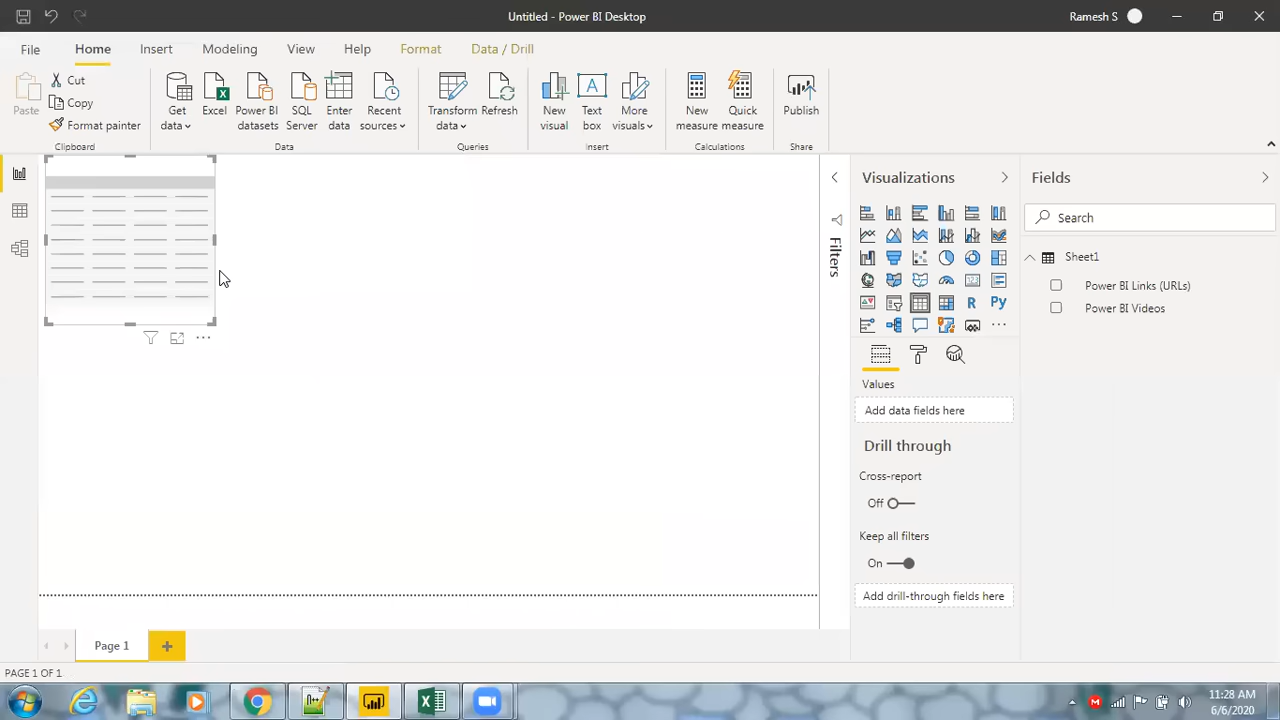 Untitled - Power BI Desktop
Ramesh S
File
Home
Insert
Modeling
View
Help
Format
Data / Drill
Paste
Cut
Copy
Format painter
Clipboard
Get data
Excel
Power BI datasets
SQL Server
Enter data
Recent sources
Data
Transform data
Refresh
Queries
New visual
Text box
More visuals
Insert
New measure
Quick measure
Calculations
Publish
Share
Filters
Visualizations
R
Py
Values
Add data fields here
Drill through
Cross-report
Off
Keep all filters
On
Add drill-through fields here
Fields
Search
Sheet1
Power BI Links (URLs)
Power BI Videos
Page 1
PAGE 1 OF 1
11:28 AM
6/6/2020